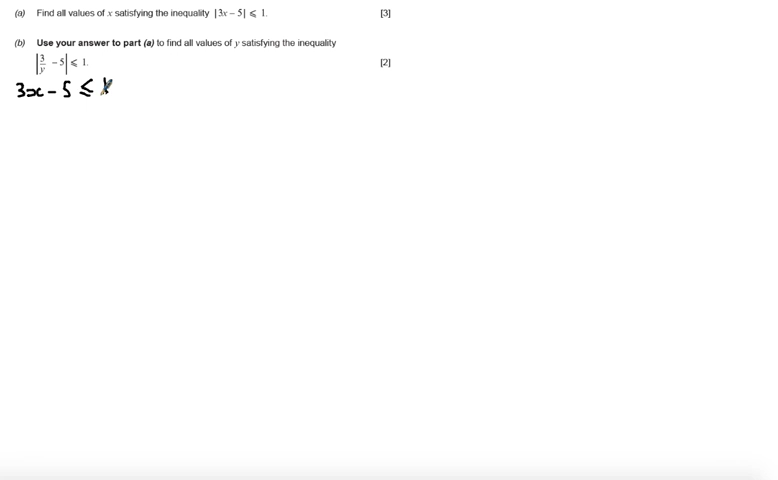 (a) Find all values of x satisfying the inequality |3x – 5| ⩽ 1. [3]
(b) Use your answer to part (a) to find all values of y satisfying the inequality
|3/y – 5| ⩽ 1. [2]
3x – 5 ≤